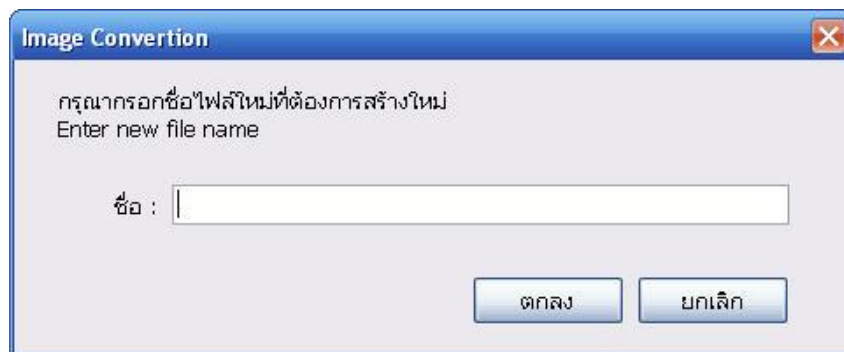 Image Convertion
กรุณากรอกชื่อไฟล์ใหม่ที่ต้องการสร้างใหม่
Enter new file name
ชื่อ :
ตกลง
ยกเลิก